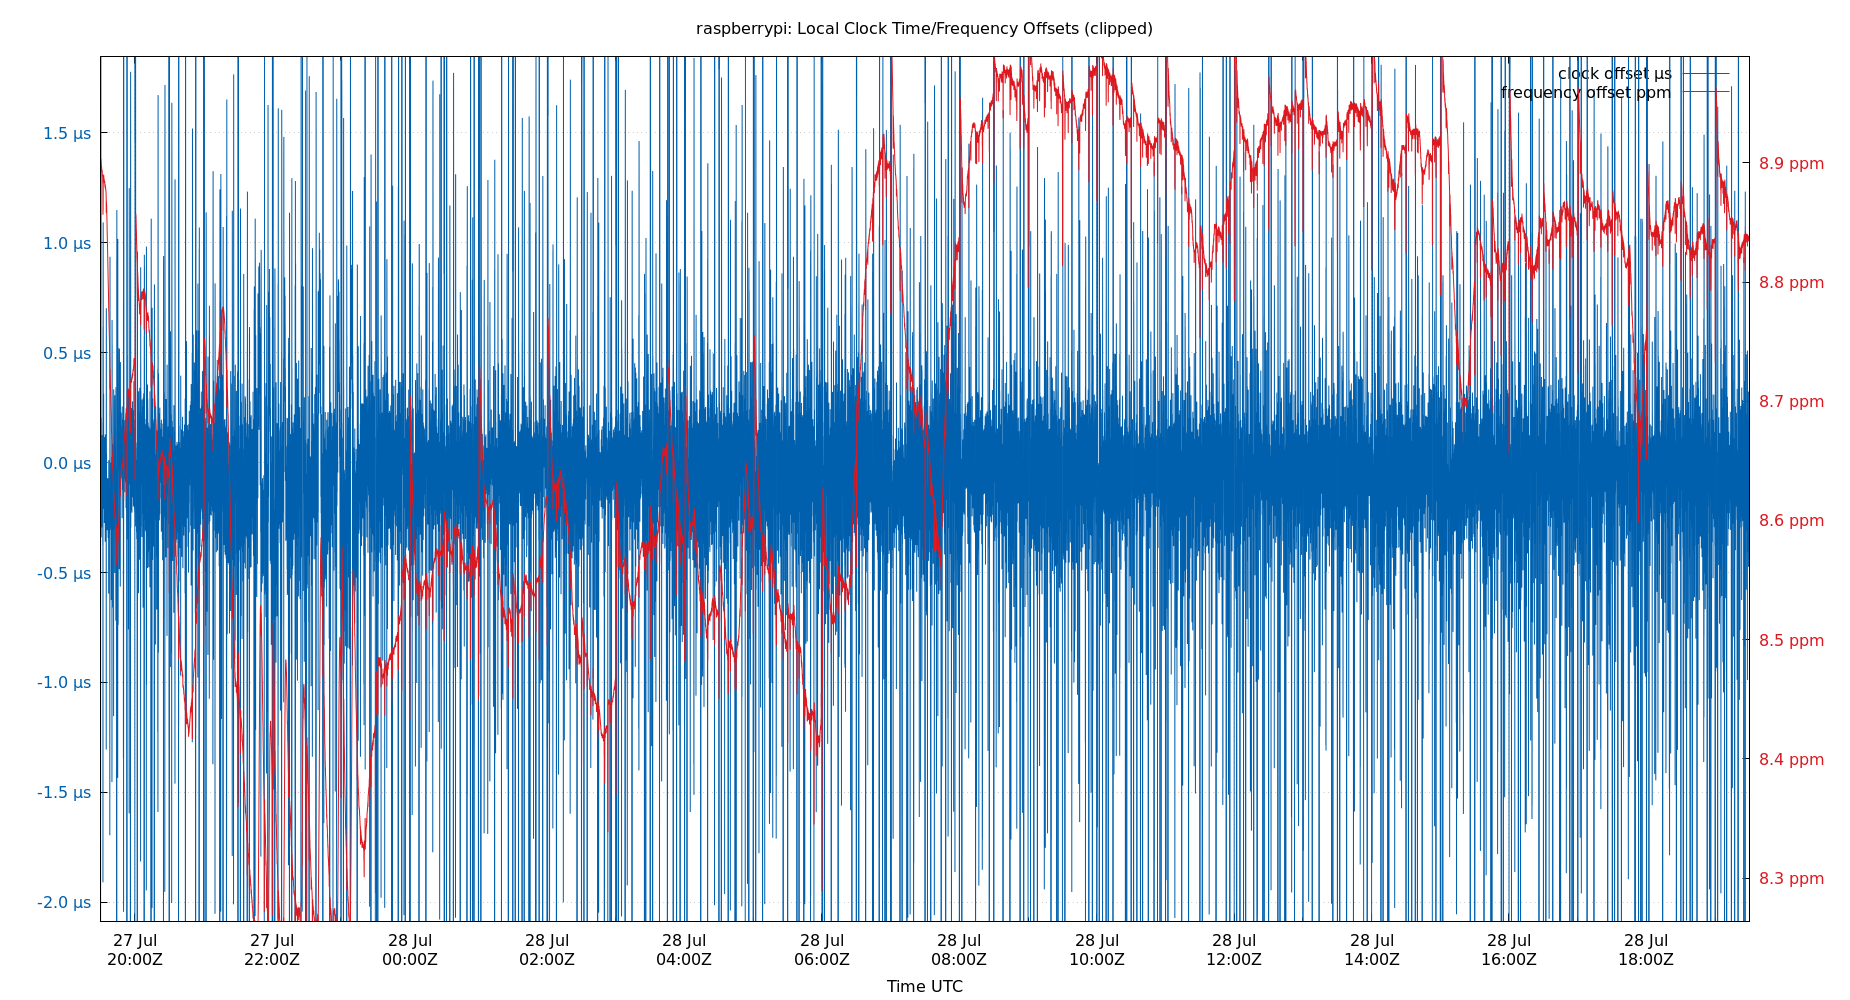 raspberrypi: Local Clock Time/Frequency Offsets (clipped)
clock offset µs
frequency offset ppm
1.5 µs
1.0 µs
0.5 µs
0.0 µs
-0.5 µs
-1.0 µs
-1.5 µs
-2.0 µs
8.9 ppm
8.8 ppm
8.7 ppm
8.6 ppm
8.5 ppm
8.4 ppm
8.3 ppm
27 Jul 27 Jul 28 Jul 28 Jul 28 Jul 28 Jul 28 Jul 28 Jul 28 Jul 28 Jul 28 Jul 28 Jul
20:00Z 22:00Z 00:00Z 02:00Z 04:00Z 06:00Z 08:00Z 10:00Z 12:00Z 14:00Z 16:00Z 18:00Z
Time UTC